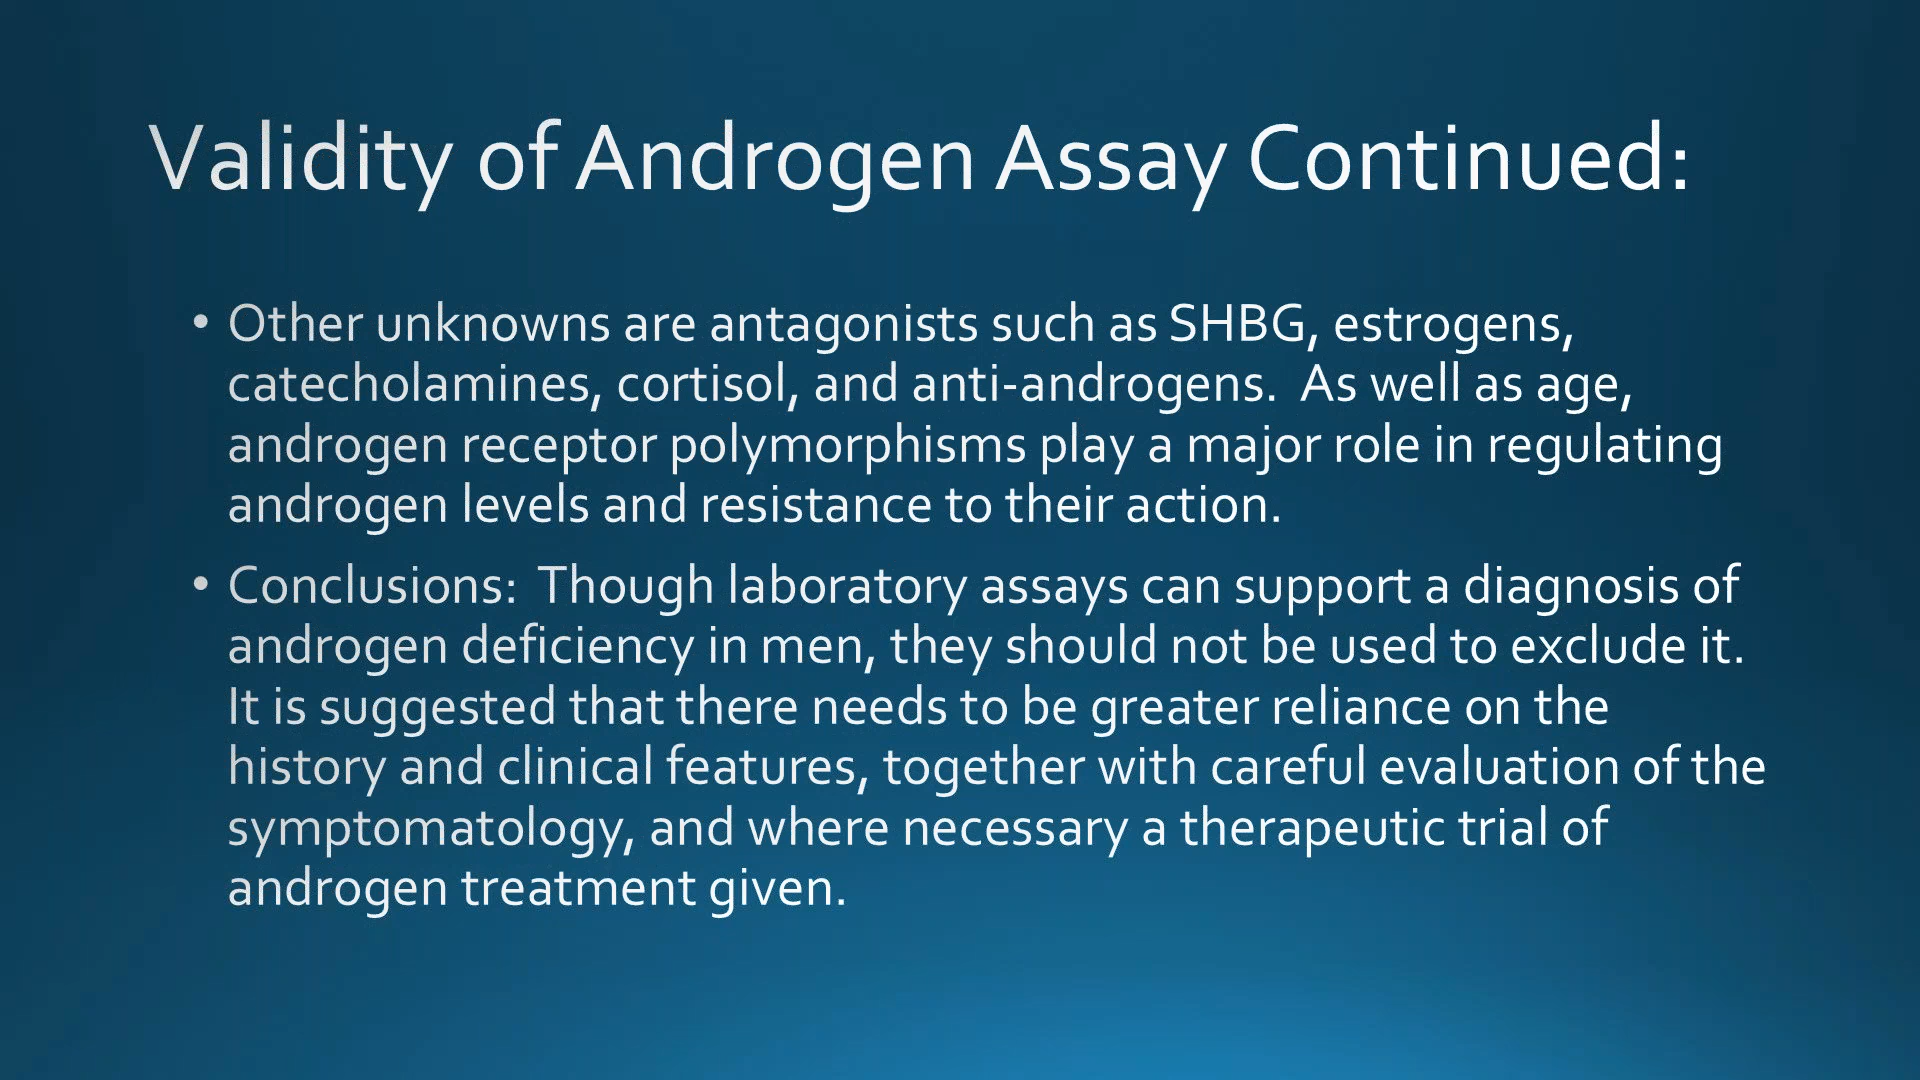 Validity of Androgen Assay Continued:
• Other unknowns are antagonists such as SHBG, estrogens,
catecholamines, cortisol, and anti-androgens.  As well as age,
androgen receptor polymorphisms play a major role in regulating
androgen levels and resistance to their action.
• Conclusions:  Though laboratory assays can support a diagnosis of
androgen deficiency in men, they should not be used to exclude it.
It is suggested that there needs to be greater reliance on the
history and clinical features, together with careful evaluation of the
symptomatology, and where necessary a therapeutic trial of
androgen treatment given.